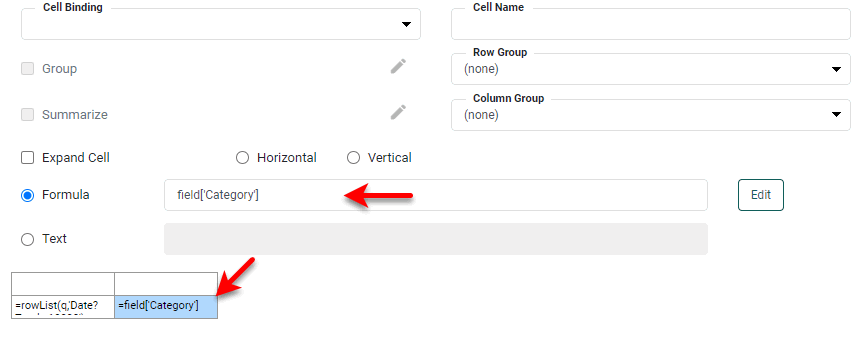 Cell Binding
Cell Name
Group
Row Group
(none)
Summarize
Column Group
(none)
Expand Cell
Horizontal
Vertical
Formula
field['Category']
Edit
Text
=rowList(q,'Date?
=field['Category']